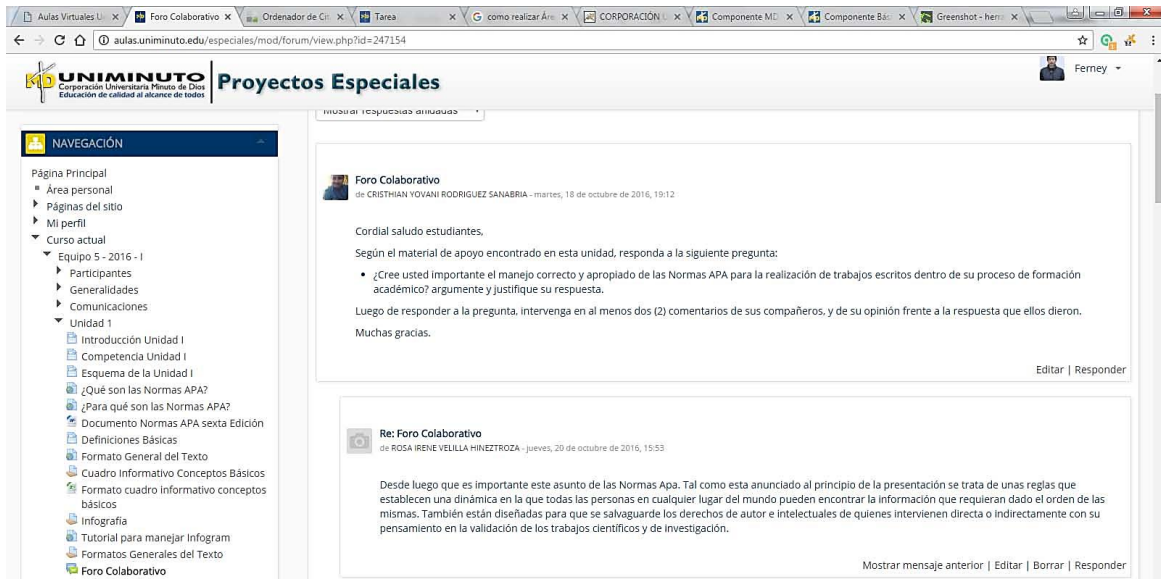 Aulas Virtuales U
Foro Colaborativo
Ordenador de Cit
Tarea
como realizar Áre
CORPORACIÓN
Componente MD
Componente Bás
Greenshot - herra
aulas.uniminuto.edu/especiales/mod/forum/view.php?id=247154
UNIMINUTO
Corporación Universitaria Minuto de Dios
Educación de calidad al alcance de todos
Proyectos Especiales
Ferney
Mostrar respuestas anidadas
NAVEGACIÓN
Página Principal
Área personal
Páginas del sitio
Mi perfil
Curso actual
Equipo 5 - 2016 - I
Participantes
Generalidades
Comunicaciones
Unidad 1
Introducción Unidad I
Competencia Unidad I
Esquema de la Unidad I
¿Qué son las Normas APA?
¿Para qué son las Normas APA?
Documento Normas APA sexta Edición
Definiciones Básicas
Formato General del Texto
Cuadro Informativo Conceptos Básicos
Formato cuadro informativo conceptos
básicos
Infografía
Tutorial para manejar Infogram
Formatos Generales del Texto
Foro Colaborativo
Foro Colaborativo
de CRISTHIAN YOVANI RODRIGUEZ SANABRIA - martes, 18 de octubre de 2016, 19:12
Cordial saludo estudiantes,
Según el material de apoyo encontrado en esta unidad, responda a la siguiente pregunta:
• ¿Cree usted importante el manejo correcto y apropiado de las Normas APA para la realización de trabajos escritos dentro de su proceso de formación
académico? argumente y justifique su respuesta.
Luego de responder a la pregunta, intervenga en al menos dos (2) comentarios de sus compañeros, y de su opinión frente a la respuesta que ellos dieron.
Muchas gracias.
Editar | Responder
Re: Foro Colaborativo
de ROSA IRENE VELILLA HINEZTROZA - jueves, 20 de octubre de 2016, 15:53
Desde luego que es importante este asunto de las Normas Apa. Tal como esta anunciado al principio de la presentación se trata de unas reglas que
establecen una dinámica en la que todas las personas en cualquier lugar del mundo pueden encontrar la información que requieran dado el orden de las
mismas. También están diseñadas para que se salvaguarde los derechos de autor e intelectuales de quienes intervienen directa o indirectamente con su
pensamiento en la validación de los trabajos científicos y de investigación.
Mostrar mensaje anterior | Editar | Borrar | Responder